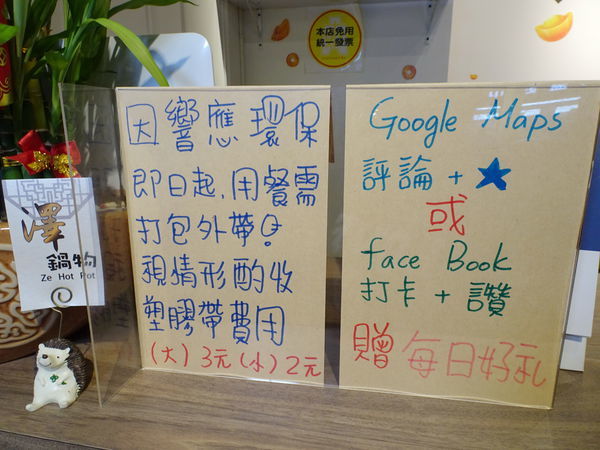 本店免用
統一發票
澤
鍋物
Ze Hot Pot
因響應環保
即日起,用餐需
打包外帶
視情形酌收
塑膠帶費用
(大) 3元 (小) 2元
Google Maps
評論 + ★
或
face Book
打卡 + 讚
贈 每日好礼